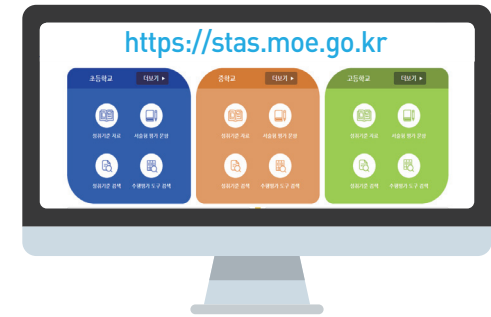 https://stas.moe.go.kr
초등학교 더보기 ▶
중학교 더보기 ▶
고등학교 더보기 ▶
성취기준 자료 서술형 평가 문항
성취기준 자료 서술형 평가 문항
성취기준 자료 서술형 평가 문항
성취기준 검색 수행평가 도구 검색
성취기준 검색 수행평가 도구 검색
성취기준 검색 수행평가 도구 검색